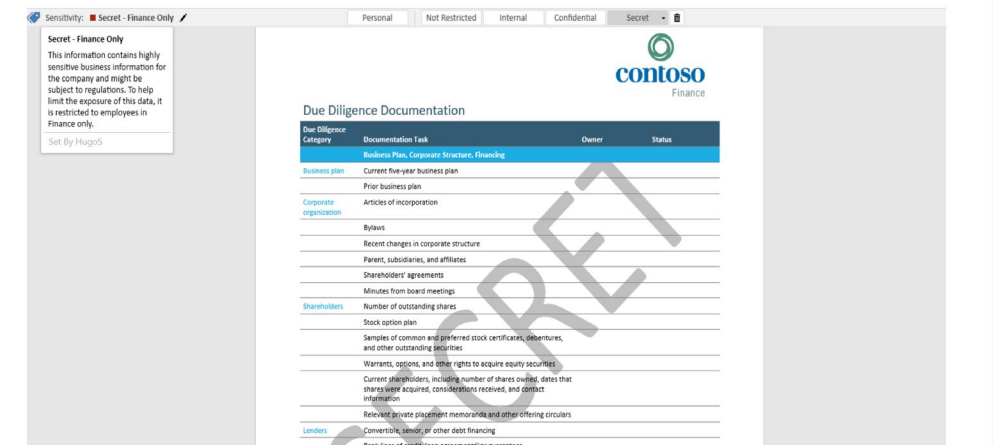 Sensitivity: Secret - Finance Only
Personal Not Restricted Internal Confidential Secret
Secret - Finance Only
This information contains highly
sensitive business information for
the company and might be
subject to regulations. To help
limit the exposure of this data, it
is restricted to employees in
Finance only.
Set By HugoS
contoso
Finance
Due Diligence Documentation
Due Diligence
Category Documentation Task Owner Status
Business Plan, Corporate Structure, Financing
Business plan Current five-year business plan
Prior business plan
Corporate Articles of incorporation
organization
Bylaws
Recent changes in corporate structure
Parent, subsidiaries, and affiliates
Shareholders' agreements
Minutes from board meetings
Shareholders Number of outstanding shares
Stock option plan
Samples of common and preferred stock certificates, debentures,
and other outstanding securities
Warrants, options, and other rights to acquire equity securities
Current shareholders, including number of shares owned, dates that
shares were acquired, considerations received, and contact
information
Relevant private placement memoranda and other offering circulars
Lenders Convertible, senior, or other debt financing
SECRET